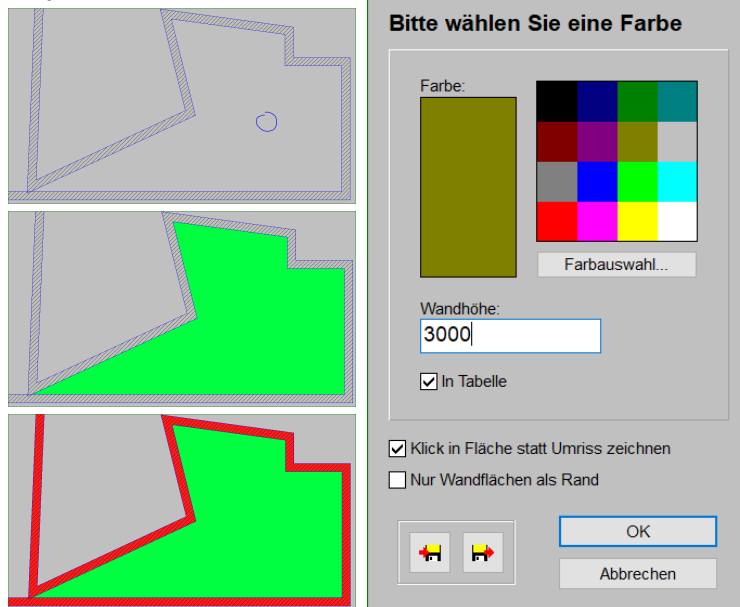 Bitte wählen Sie eine Farbe
Farbe:
Farbauswahl...
Wandhöhe:
3000
In Tabelle
Klick in Fläche statt Umriss zeichnen
Nur Wandflächen als Rand
OK
Abbrechen